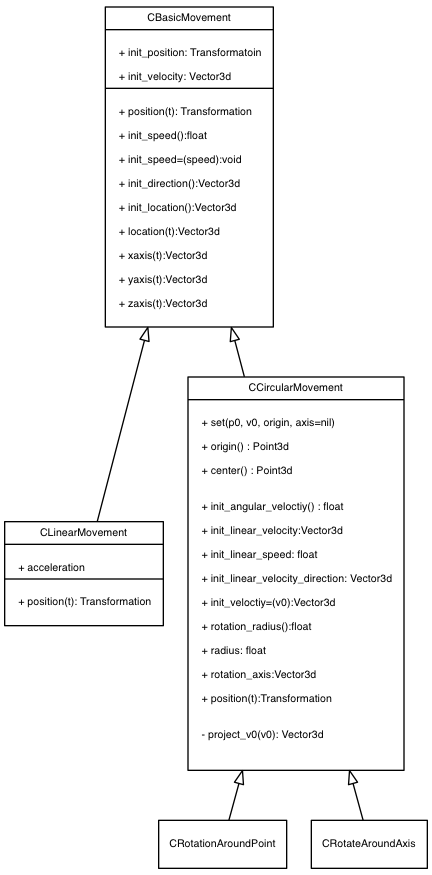 CBasicMovement
+ init_position: Transformatoin
+ init_velocity: Vector3d
+ position(t): Transformation
+ init_speed():float
+ init_speed=(speed):void
+ init_direction():Vector3d
+ init_location():Vector3d
+ location(t):Vector3d
+ xaxis(t):Vector3d
+ yaxis(t):Vector3d
+ zaxis(t):Vector3d
CCircularMovement
+ set(p0, v0, origin, axis=nil)
+ origin() : Point3d
+ center() : Point3d
+ init_angular_veloctiy() : float
+ init_linear_velocity:Vector3d
+ init_linear_speed: float
+ init_linear_velocity_direction: Vector3d
+ init_veloctiy=(v0):Vector3d
+ rotation_radius():float
+ radius: float
+ rotation_axis:Vector3d
+ position(t):Transformation
- project_v0(v0): Vector3d
CLinearMovement
+ acceleration
+ position(t): Transformation
CRotationAroundPoint
CRotateAroundAxis